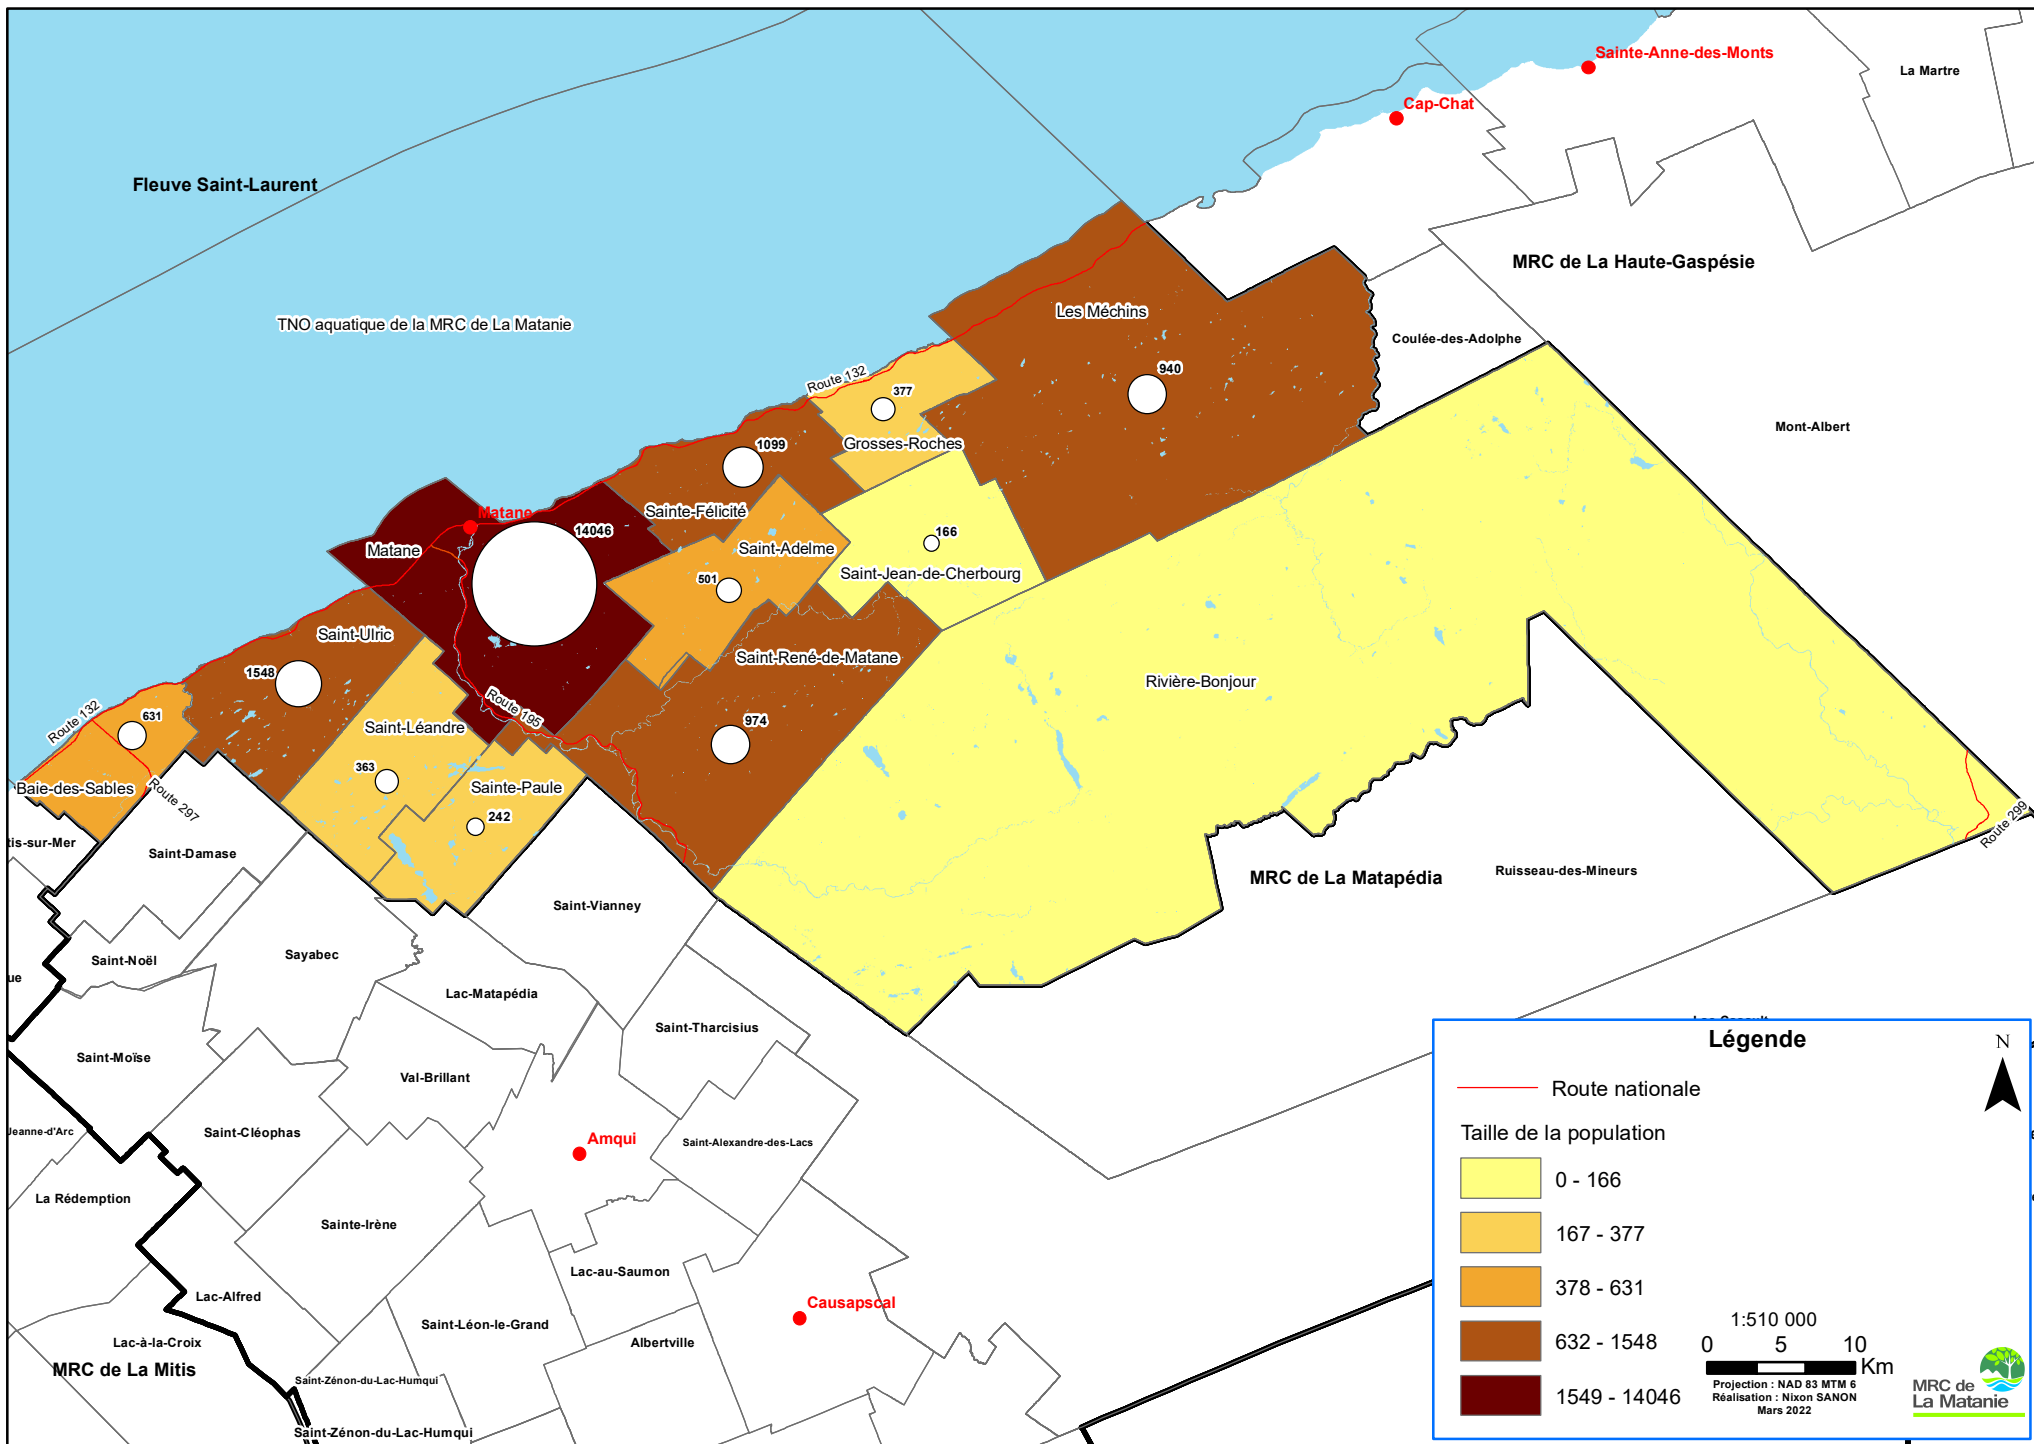 Sainte-Anne-des-Monts
La Martre
Cap-Chat
Fleuve Saint-Laurent
MRC de La Haute-Gaspésie
Les Méchins
TNO aquatique de la MRC de La Matanie
Coulée-des-Adolphe
940
Route 132
377
Mont-Albert
Grosses-Roches
1099
Sainte-Félicité
Matane
14046
166
Matane
Saint-Adelme
Saint-Jean-de-Cherbourg
501
Saint-Ulric
Saint-René-de-Matane
1548
Rivière-Bonjour
Route 195
631
Route 132
Saint-Léandre
974
363
Sainte-Paule
Baie-des-Sables
Route 297
242
Route 299
tis-sur-Mer
Saint-Damase
MRC de La Matapédia
Ruisseau-des-Mineurs
Saint-Vianney
Sayabec
Saint-Noël
ue
Lac-Matapédia
Saint-Tharcisius
Saint-Moïse
Val-Brillant
Jeanne-d'Arc
Saint-Cléophas
Amqui
Saint-Alexandre-des-Lacs
La Rédemption
Sainte-Irène
Lac-au-Saumon
Lac-Alfred
Causapscal
Saint-Léon-le-Grand
Albertville
Lac-à-la-Croix
MRC de La Mitis
Saint-Zénon-du-Lac-Humqui
Saint-Zénon-du-Lac-Humqui
Légende
N
Route nationale
Taille de la population
0 - 166
167 - 377
378 - 631
632 - 1548
1549 - 14046
1:510 000
0 5 10
Km
Projection : NAD 83 MTM 6
Réalisation : Nixon SANON
Mars 2022
MRC de
La Matanie